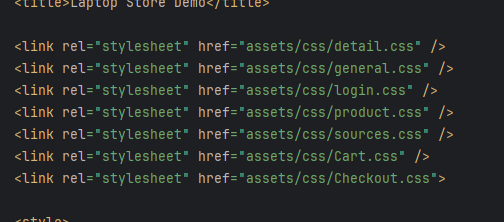 <title>Laptop Store Demo</title>
<link rel="stylesheet" href="assets/css/detail.css" />
<link rel="stylesheet" href="assets/css/general.css" />
<link rel="stylesheet" href="assets/css/login.css" />
<link rel="stylesheet" href="assets/css/product.css" />
<link rel="stylesheet" href="assets/css/sources.css" />
<link rel="stylesheet" href="assets/css/Cart.css" />
<link rel="stylesheet" href="assets/css/Checkout.css">
<style>